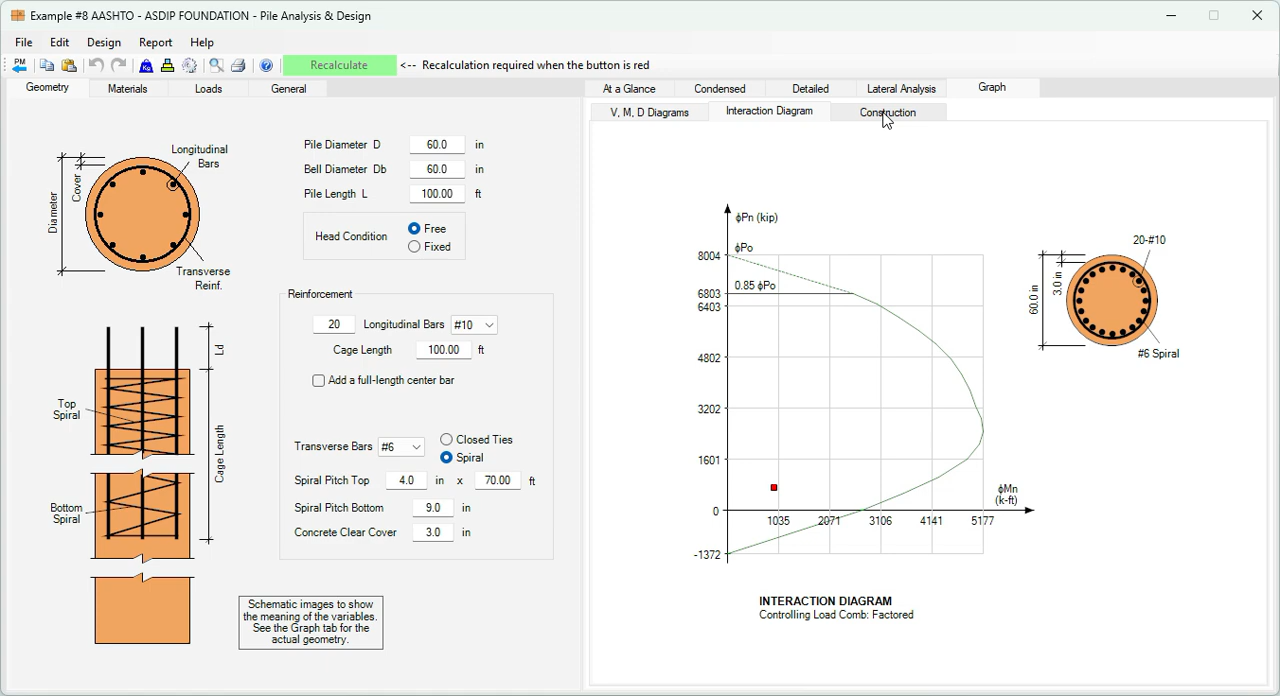 Example #8 AASHTO - ASDIP FOUNDATION - Pile Analysis & Design
File Edit Design Report Help
PM Kg Recalculate <-- Recalculation required when the button is red
Geometry Materials Loads General
At a Glance Condensed Detailed Lateral Analysis Graph
V, M, D Diagrams Interaction Diagram Construction
Longitudinal
Bars
Cover
Diameter
Transverse
Reinf.
Pile Diameter D 60.0 in
Bell Diameter Db 60.0 in
Pile Length L 100.00 ft
Head Condition
Free
Fixed
Reinforcement
20 Longitudinal Bars #10
Cage Length 100.00 ft
Add a full-length center bar
Transverse Bars #6
Closed Ties
Spiral
Spiral Pitch Top 4.0 in x 70.00 ft
Spiral Pitch Bottom 9.0 in
Concrete Clear Cover 3.0 in
Ld
Top
Spiral
Cage Length
Bottom
Spiral
Schematic images to show
the meaning of the variables.
See the Graph tab for the
actual geometry.
ϕPn (kip)
ϕPo
8004
0.85 ϕPo
6803
6403
4802
3202
1601
0
-1372
1035 2071 3106 4141 5177
ϕMn
(k-ft)
20-#10
3.0 in
60.0 in
#6 Spiral
INTERACTION DIAGRAM
Controlling Load Comb: Factored